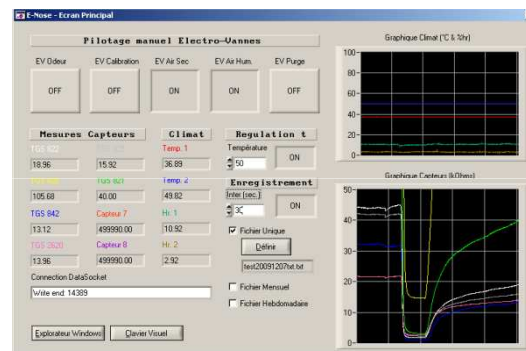 E-Nose - Ecran Principal
Pilotage manuel Electro-Vannes
EV Odeur EV Calibration EV Air Sec EV Air Hum. EV Purge
OFF OFF ON ON OFF
Mesures Capteurs Climat Regulation t
Temp. 1 Température
18.96 15.92 36.89 50 ON
TGS 821 Temp. 2 Enregistrement
105.68 40.00 49.82 Inter (sec.)
TGS 842 Capteur 7 Hr. 1 ON
13.12 499990.00 10.92 Fichier Unique
TGS 2620 Capteur 8 Hr. 2 Définir
13.96 499990.00 2.92 test20091207txt.txt
Connection DataSocket Fichier Mensuel
Write end: 14389 Fichier Hebdomadaire
Explorateur Windows Clavier Visuel
Graphique Climat (°C & %hr)
100-
80-
60-
40-
20-
0-
Graphique Capteurs (kOhms)
50-
40-
30-
20-
10-
0-